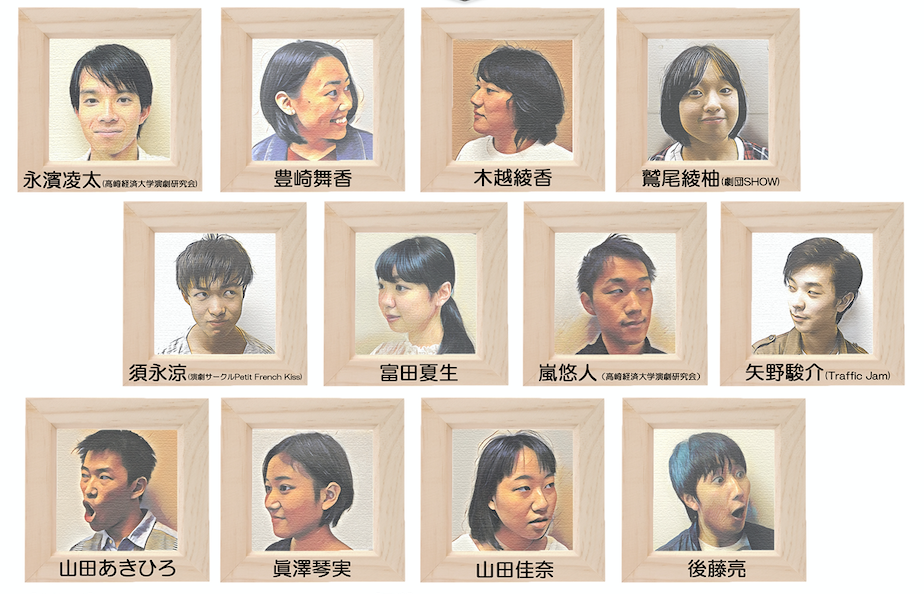 永濱凌太(高崎経済大学演劇研究会)
豊崎舞香
木越綾香
鷲尾綾柚(劇団SHOW)
須永涼(演劇サークルPetit French Kiss)
富田夏生
嵐悠人(高崎経済大学演劇研究会)
矢野駿介(Traffic Jam)
山田あきひろ
眞澤琴実
山田佳奈
後藤亮